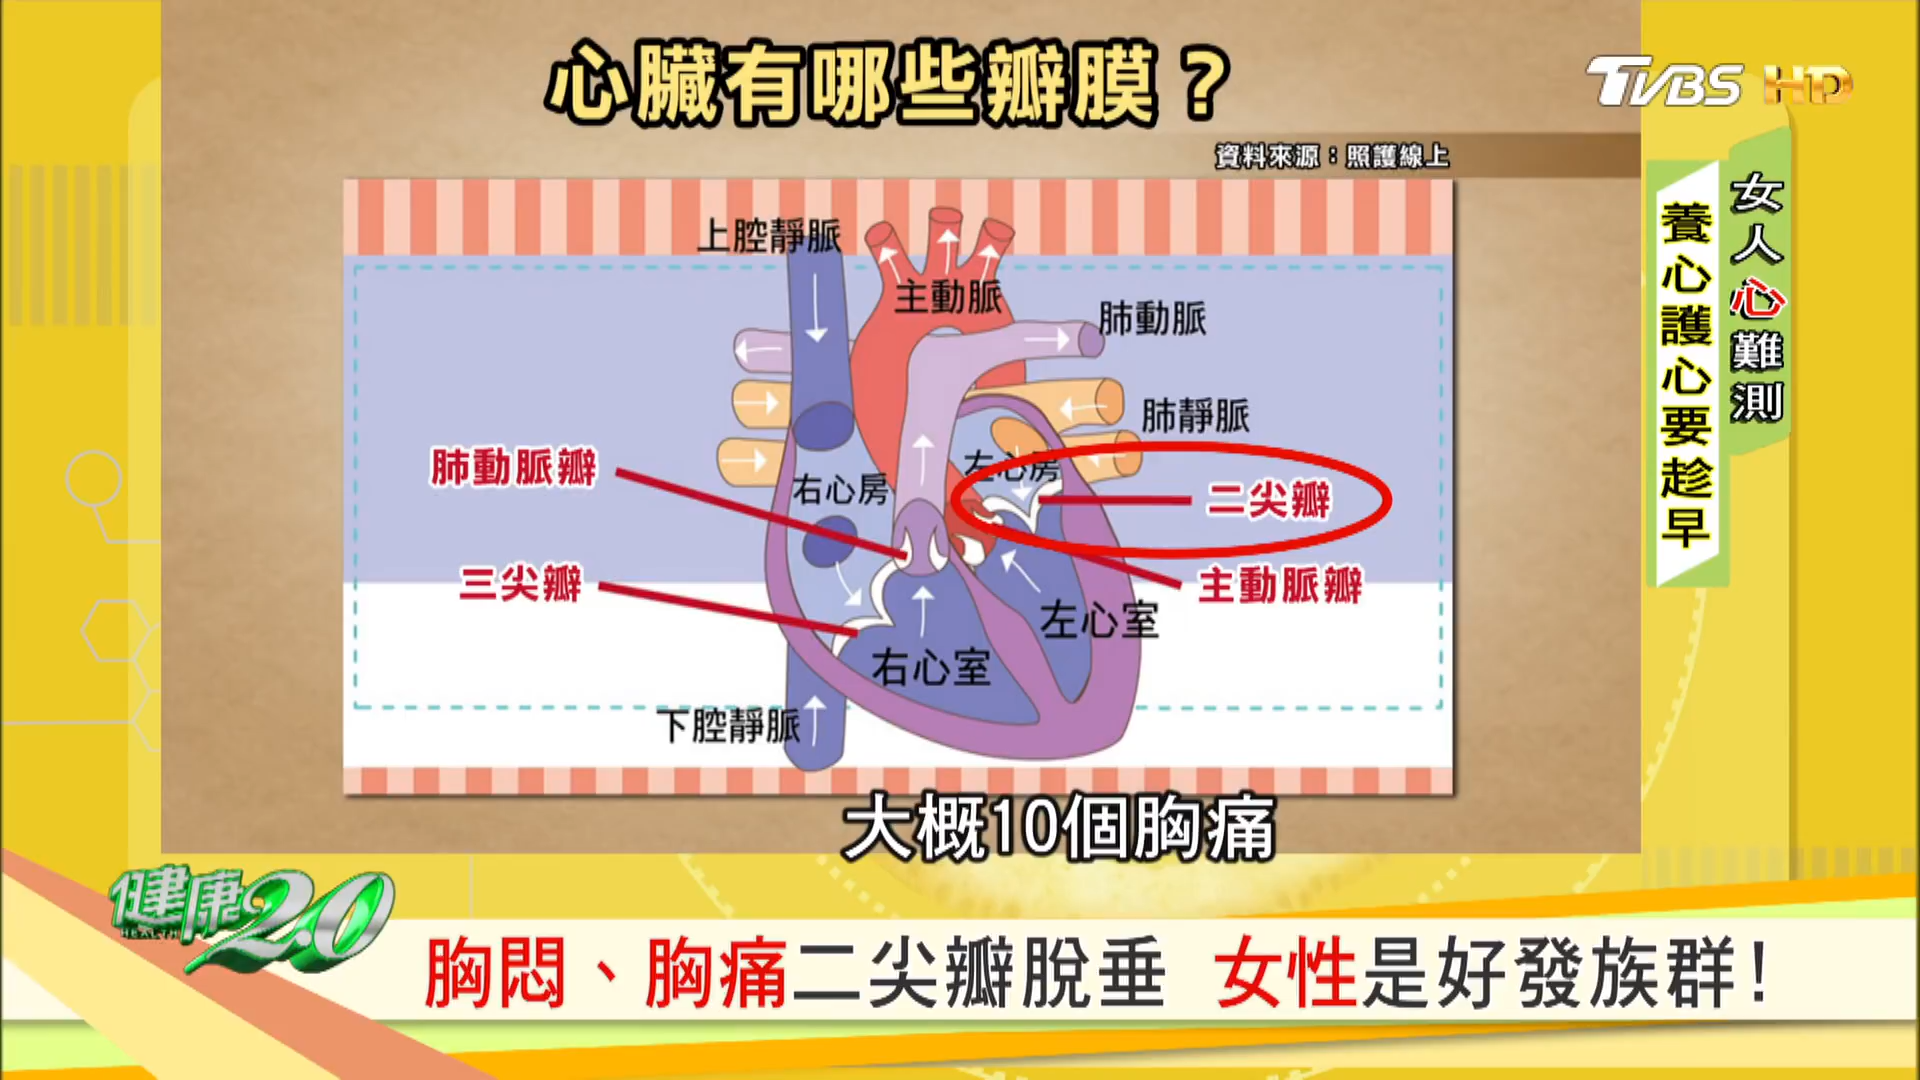 心臟有哪些瓣膜？
TVBS HD
資料來源：照護線上
女人心難測
養心護心要趁早
上腔靜脈
主動脈
肺動脈
肺靜脈
左心房
右心房
肺動脈瓣
二尖瓣
三尖瓣
主動脈瓣
左心室
右心室
下腔靜脈
大概10個胸痛
健康2.0
HEALTH
胸悶、胸痛二尖瓣脫垂 女性是好發族群！